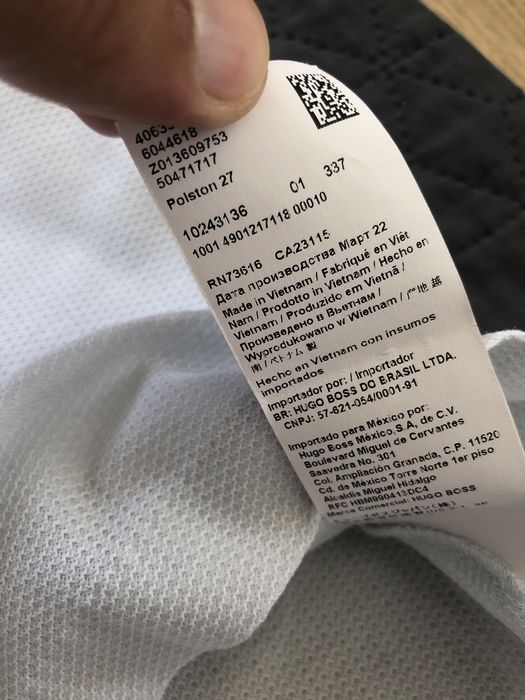 6044618
Z013609753
50471717
Polston 27
10243136 01 337
1001 4901217118 00010
RN73616 CA23115
Дата производства Март 22
Made in Vietnam / Fabriqué en Viêt
Nam / Prodotto in Vietnam / Hecho en
Vietnam / Produzido em Vietnã /
Произведено в Вьетнам /
Wyprodukowano w Wietnam / 产地 越
南 / ベトナム 製
Hecho en Vietnam con insumos
importados
Importador por: / Importador
BR: HUGO BOSS DO BRASIL LTDA.
CNPJ: 57-621-054/0001-91
Importado para México por:
Hugo Boss México S.A, de C.V.
Boulevard Miguel de Cervantes
Saavedra No. 301
Col. Ampliación Granada, C.P. 11520
Cd. de México Torre Norte 1er piso
Alcaldía Miguel Hidalgo
RFC HBM990413DC4
Marca Comercial: HUGO BOSS